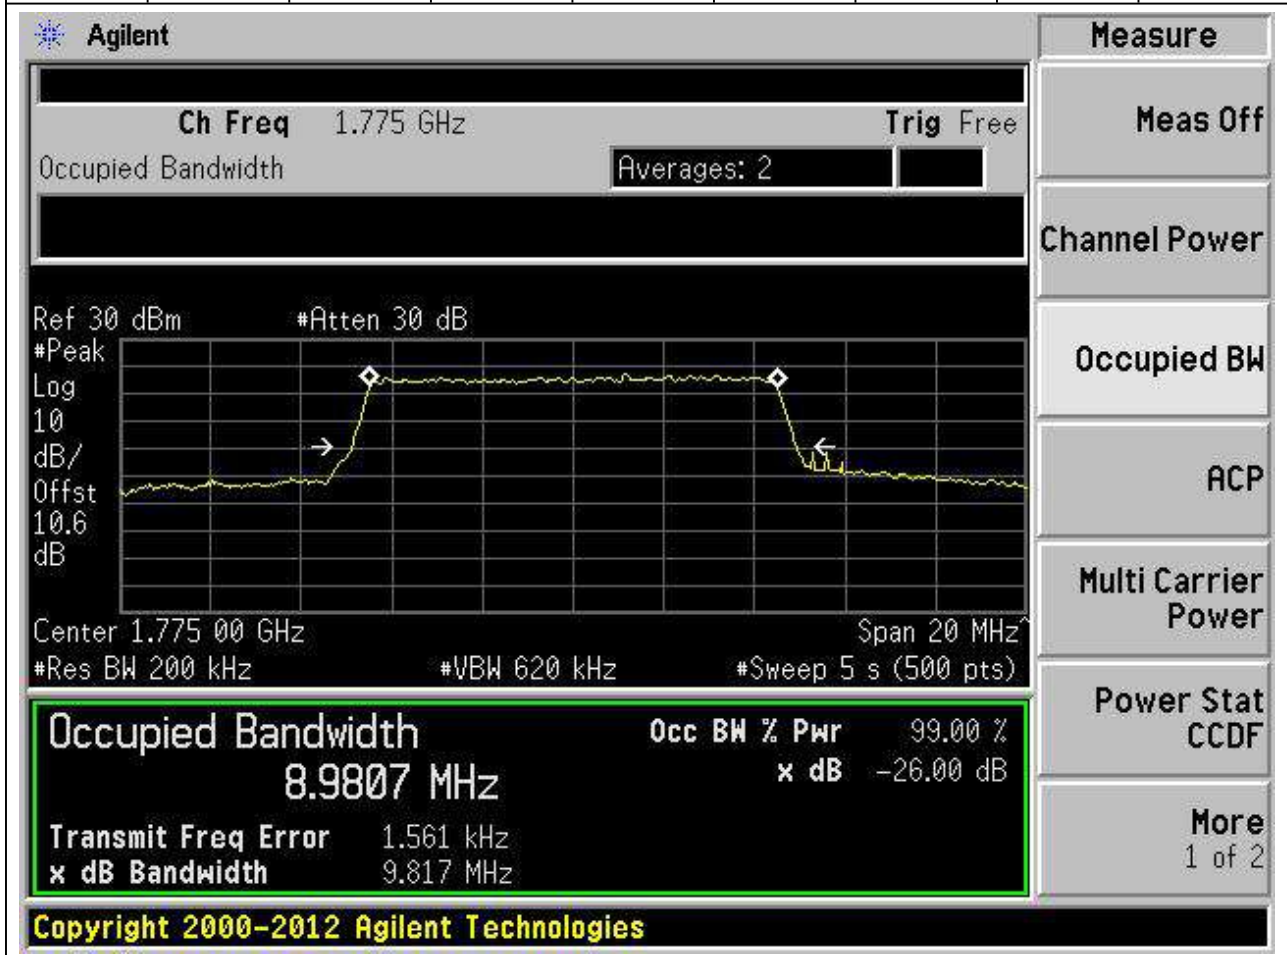 Agilent
Measure
Ch Freq 1.775 GHz Trig Free
Occupied Bandwidth Averages: 2
Meas Off
Channel Power
Ref 30 dBm #Atten 30 dB
#Peak
Log
10
dB/
Offst
10.6
dB
Occupied BW
ACP
Center 1.775 00 GHz Span 20 MHz^
#Res BW 200 kHz #VBW 620 kHz #Sweep 5 s (500 pts)
Multi Carrier
Power
Occupied Bandwidth Occ BW % Pwr 99.00 %
8.9807 MHz x dB -26.00 dB
Transmit Freq Error 1.561 kHz
x dB Bandwidth 9.817 MHz
Power Stat
CCDF
More
1 of 2
Copyright 2000-2012 Agilent Technologies